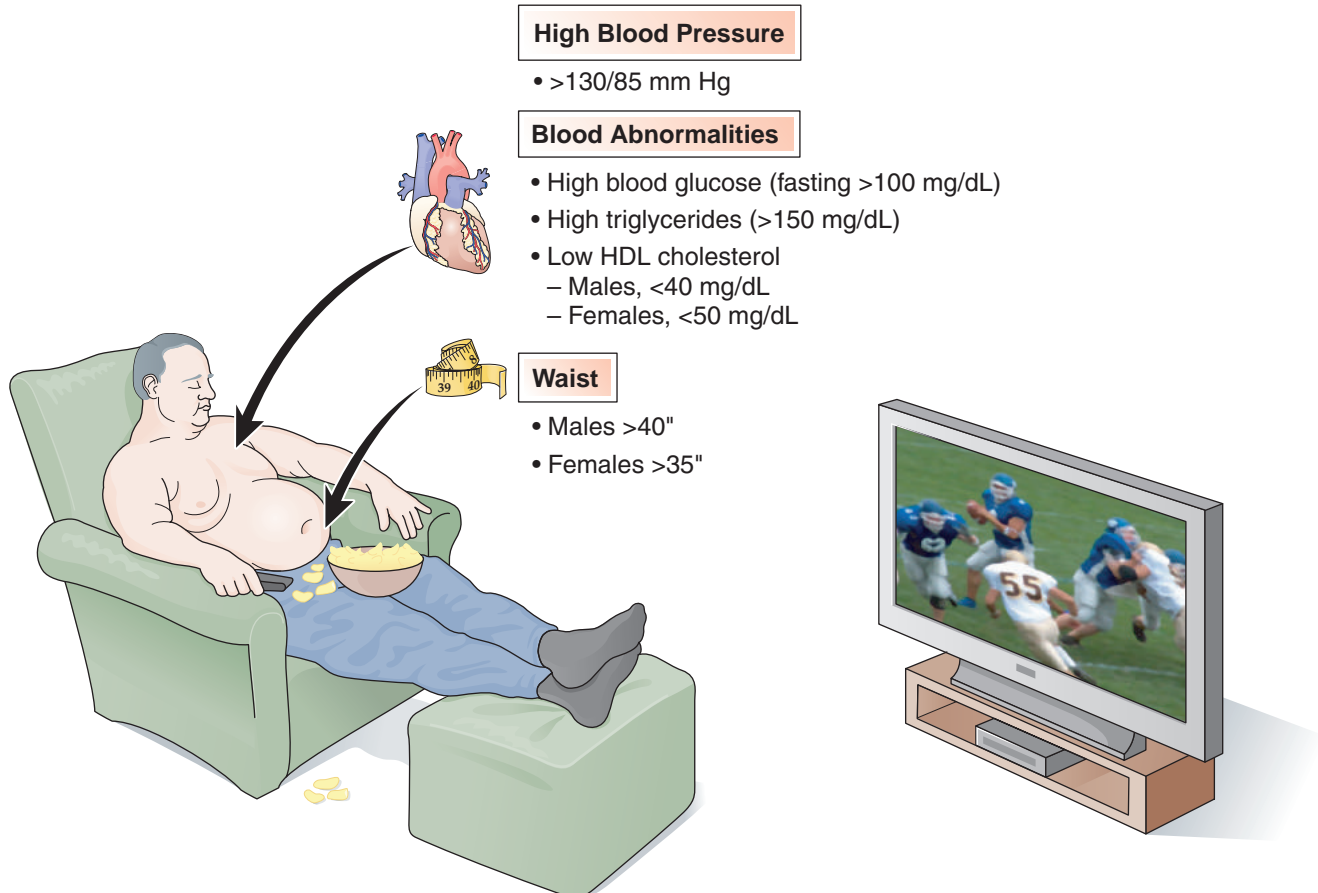 High Blood Pressure
• >130/85 mm Hg
Blood Abnormalities
• High blood glucose (fasting >100 mg/dL)
• High triglycerides (>150 mg/dL)
• Low HDL cholesterol
– Males, <40 mg/dL
– Females, <50 mg/dL
8
39 40
Waist
• Males >40"
• Females >35"
55